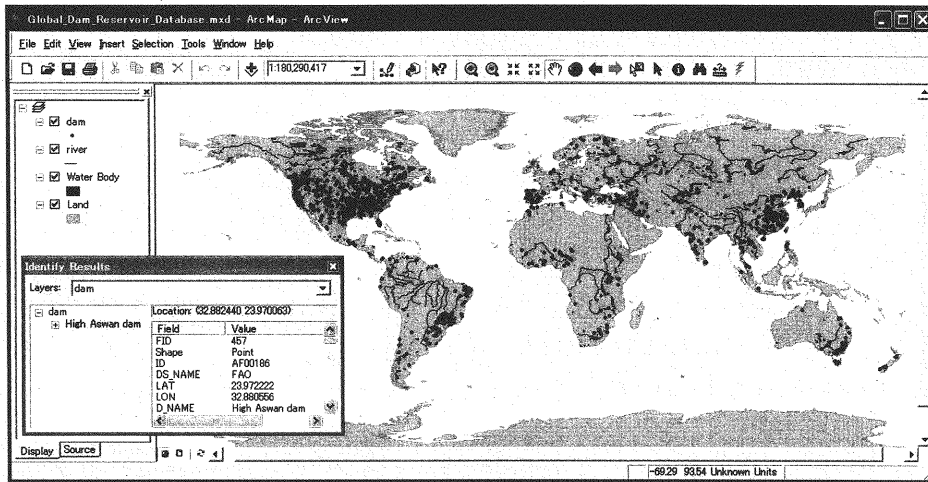 Global_Dam_Reservoir_Database.mxd - ArcMap - ArcView
File Edit View Insert Selection Tools Window Help
1:180,290,417
dam
river
Water Body
Land
Identify Results
Layers: dam
dam
High Aswan dam
Location: (32.882440 23.970063)
Field Value
FID 457
Shape Point
ID AF00186
DS_NAME FAO
LAT 23.972222
LON 32.880556
D_NAME High Aswan dam
Display Source
-69.29 93.54 Unknown Units